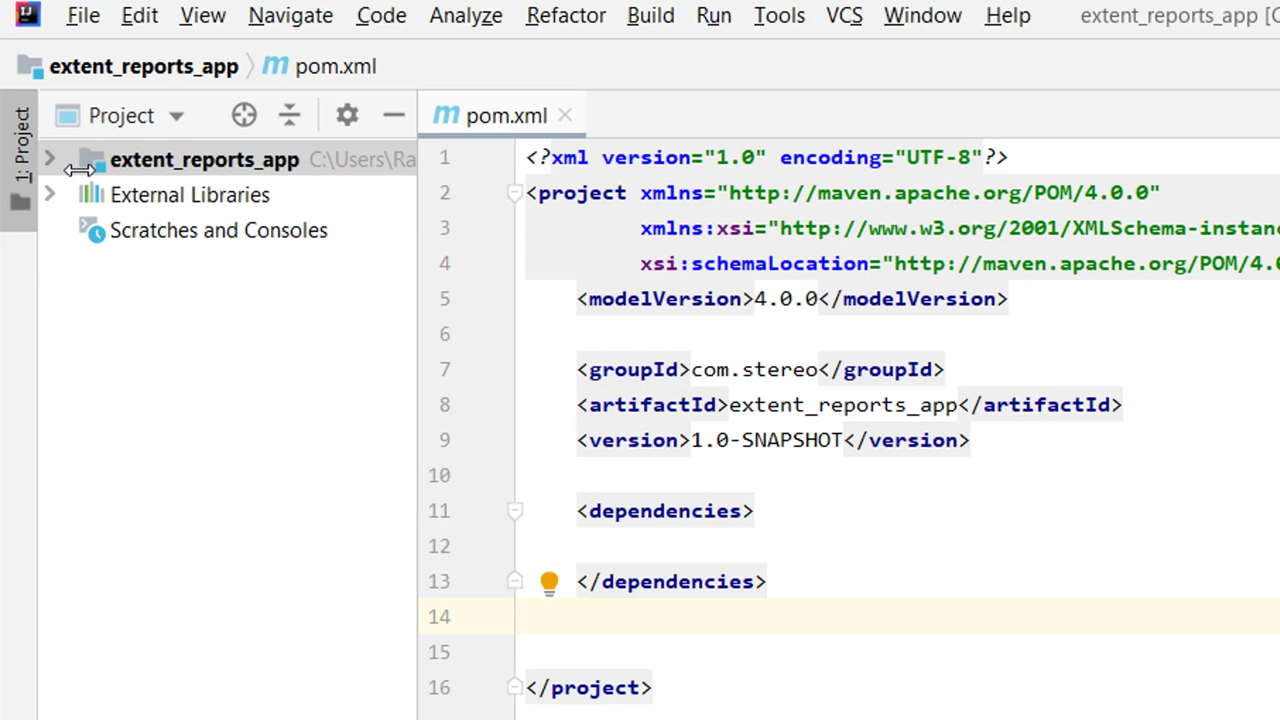 File Edit View Navigate Code Analyze Refactor Build Run Tools VCS Window Help extent_reports_app [C
extent_reports_app m pom.xml
1: Project
Project
m pom.xml
extent_reports_app C:\Users\Ra
External Libraries
Scratches and Consoles
1 <?xml version="1.0" encoding="UTF-8"?>
2 <project xmlns="http://maven.apache.org/POM/4.0.0"
3 xmlns:xsi="http://www.w3.org/2001/XMLSchema-instanc
4 xsi:schemaLocation="http://maven.apache.org/POM/4.0
5 <modelVersion>4.0.0</modelVersion>
6
7 <groupId>com.stereo</groupId>
8 <artifactId>extent_reports_app</artifactId>
9 <version>1.0-SNAPSHOT</version>
10
11 <dependencies>
12
13 </dependencies>
14
15
16 </project>